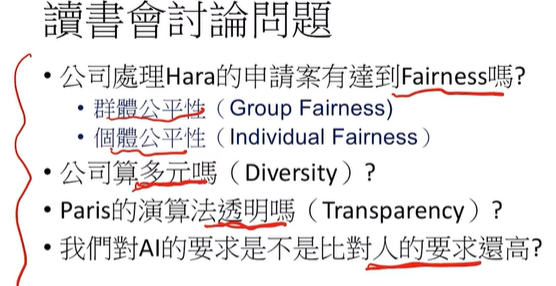 讀書會討論問題
• 公司處理Hara的申請案有達到Fairness嗎?
• 群體公平性（Group Fairness)
• 個體公平性（Individual Fairness）
• 公司算多元嗎（Diversity）?
• Paris的演算法透明嗎（Transparency）?
• 我們對AI的要求是不是比對人的要求還高?